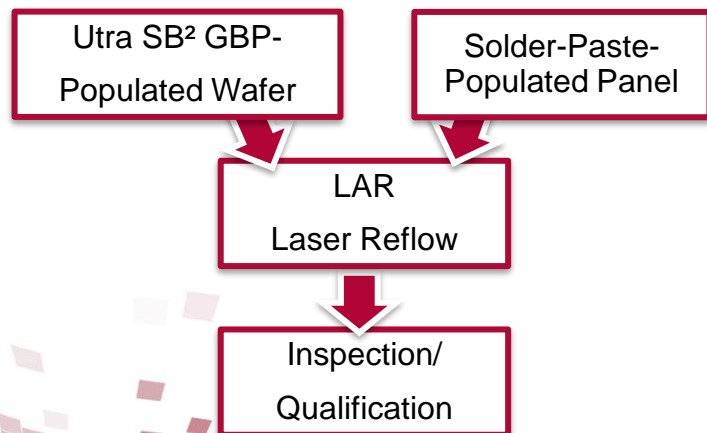 Utra SB² GBP-
Populated Wafer
Solder-Paste-
Populated Panel
LAR
Laser Reflow
Inspection/
Qualification